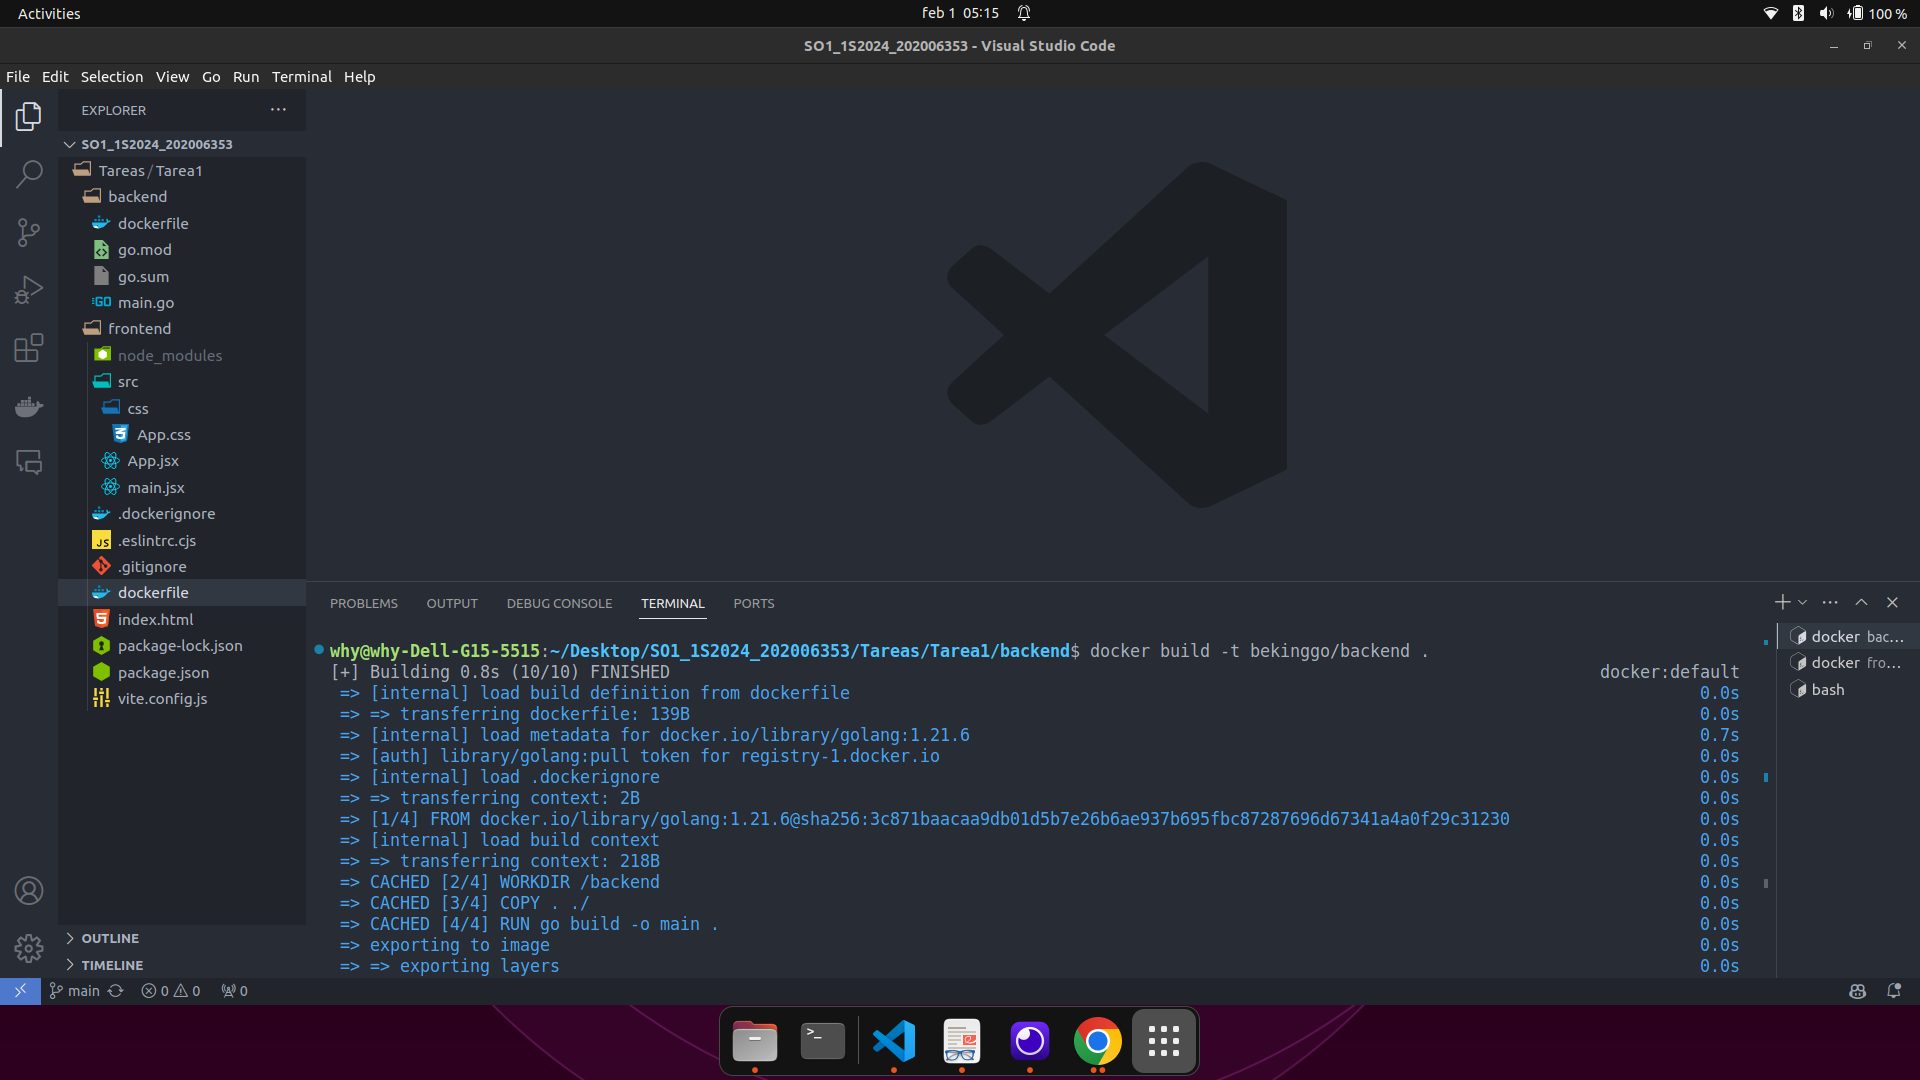 Activities
feb 1 05:15
100 %
SO1_1S2024_202006353 - Visual Studio Code
File Edit Selection View Go Run Terminal Help
EXPLORER
SO1_1S2024_202006353
Tareas / Tarea1
backend
dockerfile
go.mod
go.sum
GO main.go
frontend
node_modules
src
css
App.css
App.jsx
main.jsx
.dockerignore
JS .eslintrc.cjs
.gitignore
dockerfile
index.html
package-lock.json
package.json
vite.config.js
OUTLINE
TIMELINE
PROBLEMS OUTPUT DEBUG CONSOLE TERMINAL PORTS
why@why-Dell-G15-5515:~/Desktop/SO1_1S2024_202006353/Tareas/Tarea1/backend$ docker build -t bekinggo/backend .
[+] Building 0.8s (10/10) FINISHED docker:default
=> [internal] load build definition from dockerfile 0.0s
=> => transferring dockerfile: 139B 0.0s
=> [internal] load metadata for docker.io/library/golang:1.21.6 0.7s
=> [auth] library/golang:pull token for registry-1.docker.io 0.0s
=> [internal] load .dockerignore 0.0s
=> => transferring context: 2B 0.0s
=> [1/4] FROM docker.io/library/golang:1.21.6@sha256:3c871baacaa9db01d5b7e26b6ae937b695fbc87287696d67341a4a0f29c31230 0.0s
=> [internal] load build context 0.0s
=> => transferring context: 218B 0.0s
=> CACHED [2/4] WORKDIR /backend 0.0s
=> CACHED [3/4] COPY . ./ 0.0s
=> CACHED [4/4] RUN go build -o main . 0.0s
=> exporting to image 0.0s
=> => exporting layers 0.0s
docker bac...
docker fro...
bash
main 0 0 0